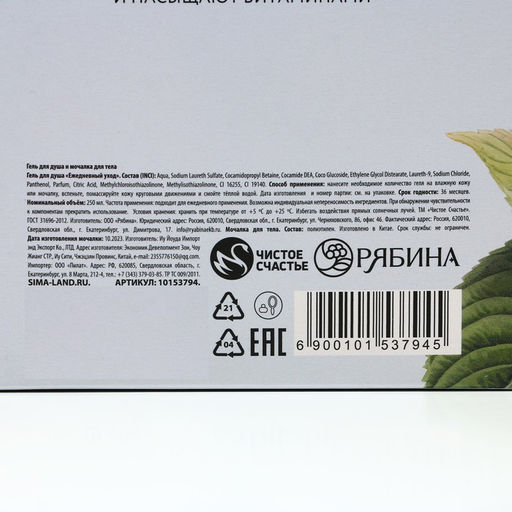 И НАСЫЩАЮТ ВИТАМИНАМИ
Гель для душа и мочалка для тела
Гель для душа «Ежедневный уход». Состав (INCI): Aqua, Sodium Laureth Sulfate, Cocamidopropyl Betaine, Cocamide DEA, Coco Glucoside, Ethylene Glycol Distearate, Laureth-9, Sodium Chloride,
Panthenol, Parfum, Citric Acid, Methylchloroisothiazolinone, Methylisothiazolinone, CI 16255, CI 19140. Способ применения: нанесите необходимое количество геля на влажную кожу
или мочалку, вспеньте, помассируйте кожу круговыми движениями и смойте тёплой водой. Дата изготовления и номер партии: см. на упаковке. Срок годности: 36 месяцев.
Номинальный объём: 250 мл. Частота применения: подходит для ежедневного применения. Возможна индивидуальная непереносимость ингредиентов. При обнаружении чувствительности
к компонентам прекратить использование. Условия хранения: хранить при температуре от +5 °С до +25 °С. Избегать воздействия прямых солнечных лучей. ТМ «Чистое Счастье».
ГОСТ 31696-2012. Изготовитель: ООО «Рябина». Юридический адрес: Россия, 620010, Свердловская обл., г. Екатеринбург, ул. Черняховского, 86, офис 46. Фактический адрес: Россия, 620010,
Свердловская обл., г. Екатеринбург, ул. Димитрова, 17. info@ryabinaekb.ru. Мочалка для тела. Состав: полиэтилен. Изготовлено в Китае. Срок службы: не ограничен.
Дата изготовления мочалки: 10.2023. Изготовитель: Иу Йоуда Импорт
энд Экспорт Ко., ЛТД. Адрес изготовителя: Экономик Девелопмент Зоун, Чоу
Жианг СТР, Иу Сити, Чжэцзян Провинс, Китай, e-mail: 2355776150@qq.com.
Импортер: ООО «Пилат». Адрес: РФ, 620085, Свердловская область, г.
Екатеринбург, ул. 8 Марта, 212-4, тел.: +7 (343) 379-03-85. ТР ТС 009/2011.
SIMA-LAND.RU. АРТИКУЛ: 10153794.
ЧИСТОЕ
СЧАСТЬЕ
РЯБИНА
21
04
EAC
6 900101 537945